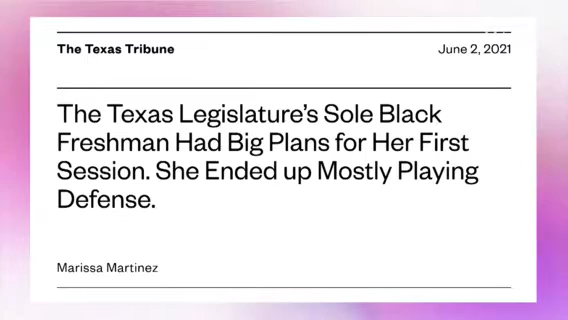 The Texas Tribune
June 2, 2021
The Texas Legislature’s Sole Black
Freshman Had Big Plans for Her First
Session. She Ended up Mostly Playing
Defense.
Marissa Martinez